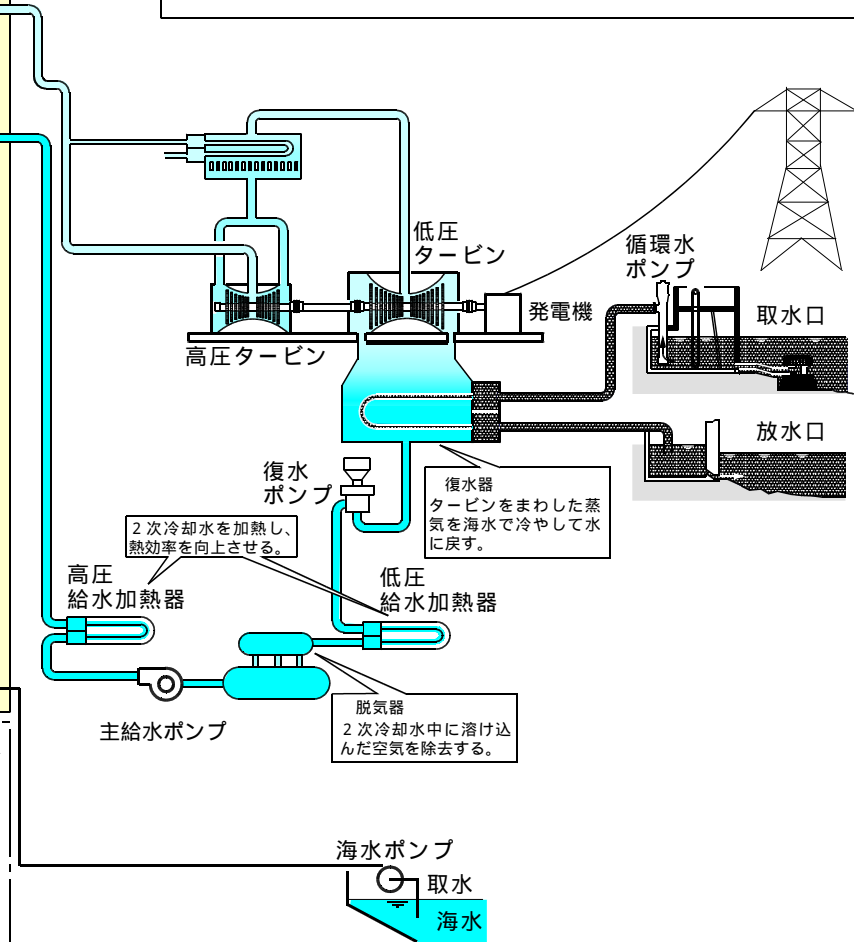 低圧
タービン
循環水
ポンプ
発電機
取水口
高圧タービン
放水口
復水
ポンプ
復水器
タービンをまわした蒸
気を海水で冷やして水
に戻す。
２次冷却水を加熱し、
熱効率を向上させる。
高圧
給水加熱器
低圧
給水加熱器
脱気器
２次冷却水中に溶け込
んだ空気を除去する。
主給水ポンプ
海水ポンプ
取水
海水